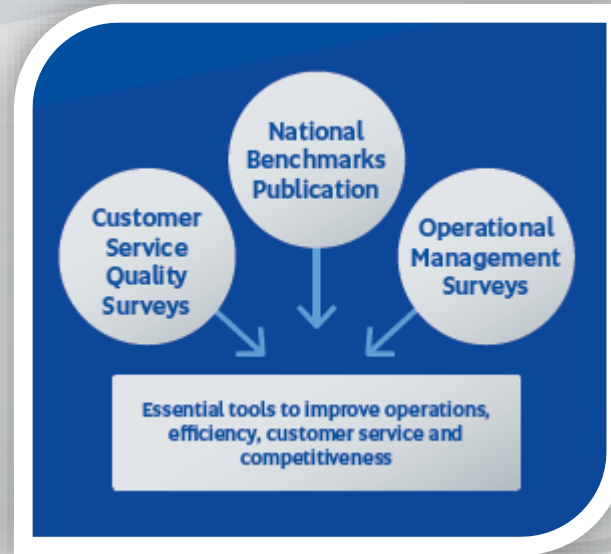 National
Benchmarks
Publication
Customer
Service
Quality
Surveys
Operational
Management
Surveys
Essential tools to improve operations,
efficiency, customer service and
competitiveness